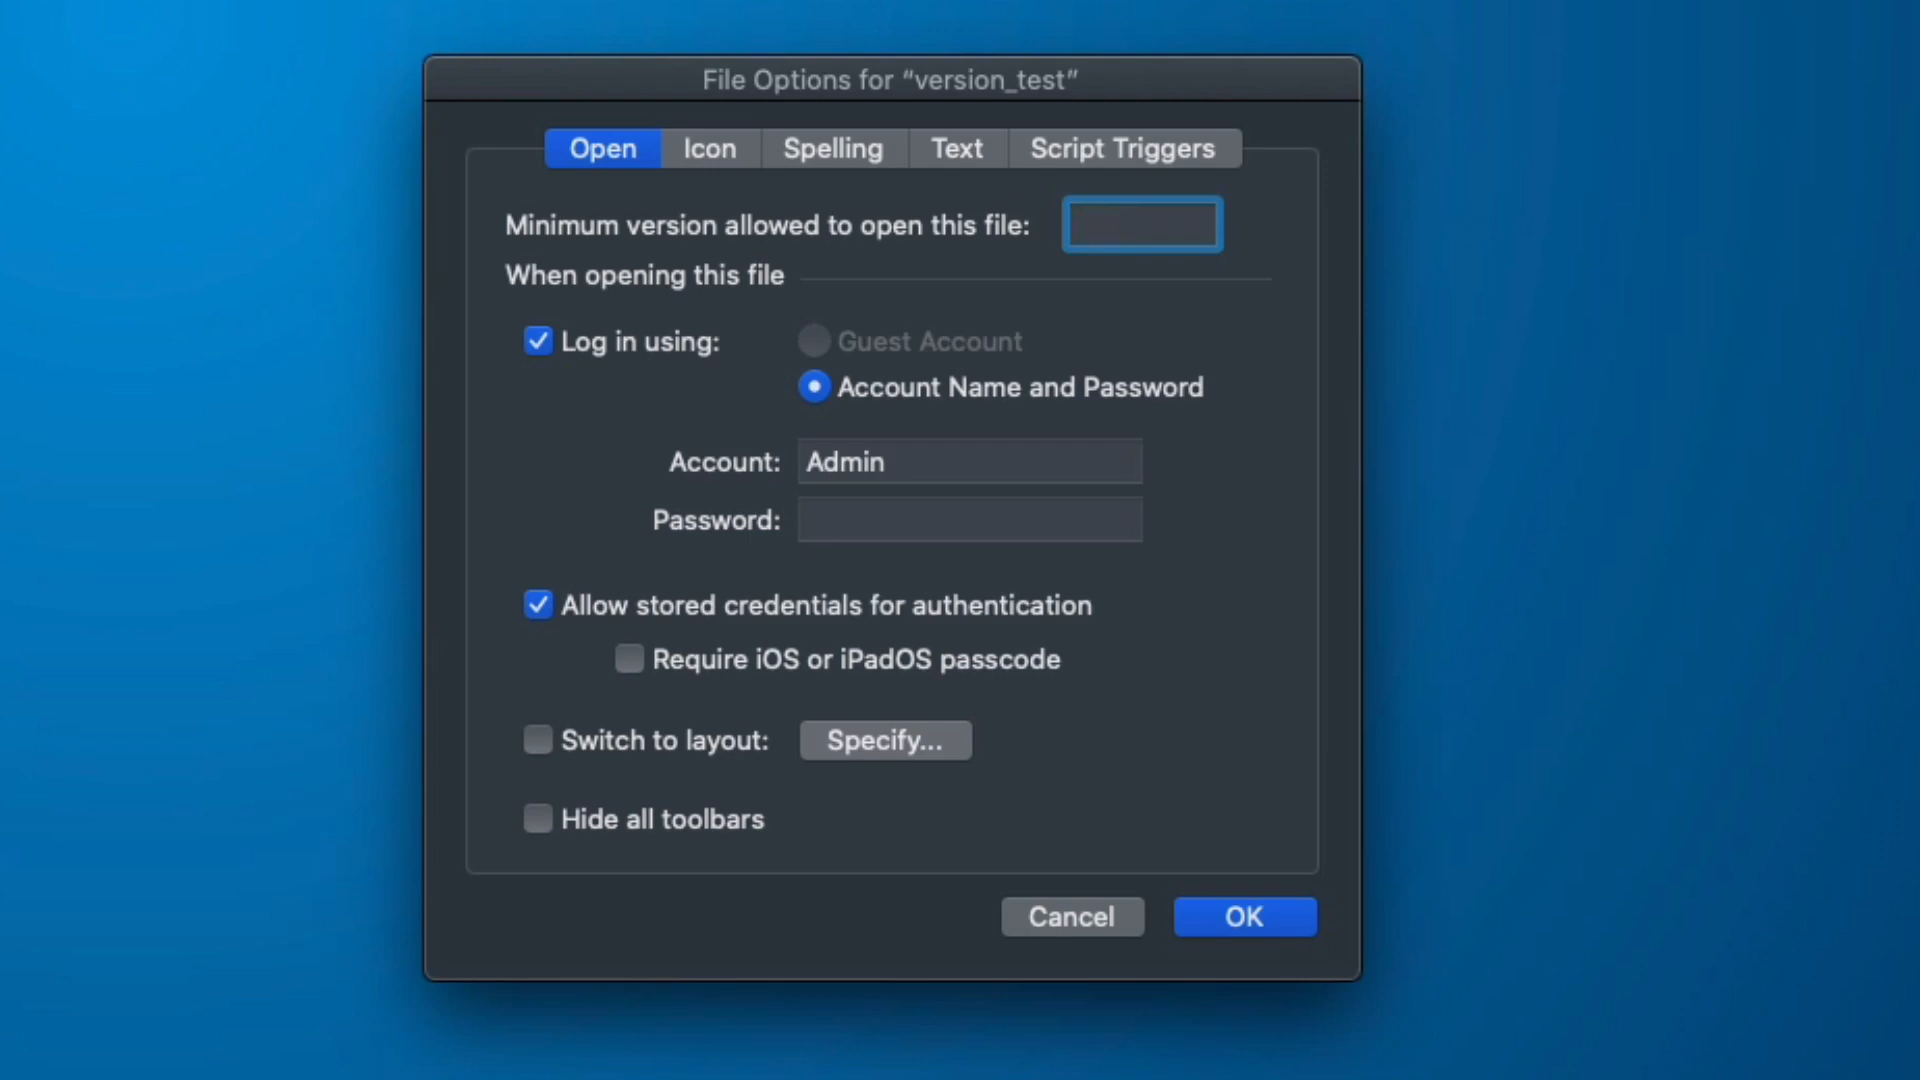 File Options for “version_test”
Open Icon Spelling Text Script Triggers
Minimum version allowed to open this file:
When opening this file
Log in using: Guest Account
Account Name and Password
Account: Admin
Password:
Allow stored credentials for authentication
Require iOS or iPadOS passcode
Switch to layout: Specify...
Hide all toolbars
Cancel OK